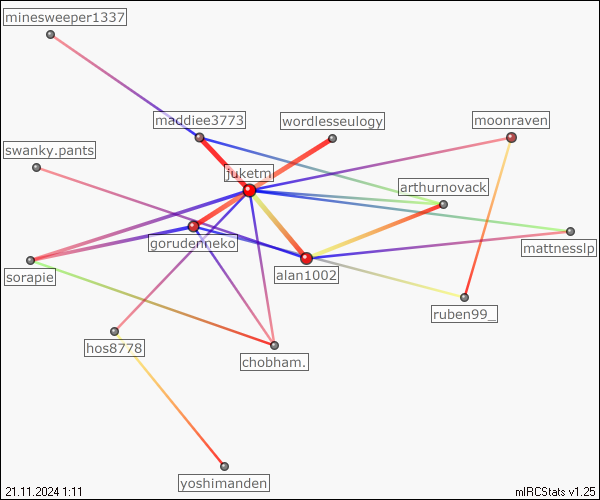 minesweeper1337
maddiee3773
wordlesseulogy
moonraven
swanky.pants
juketm
arthurnovack
gorudenneko
mattnesslp
sorapie
alan1002
ruben99_
hos8778
chobham.
yoshimanden
21.11.2024 1:11
mIRCStats v1.25